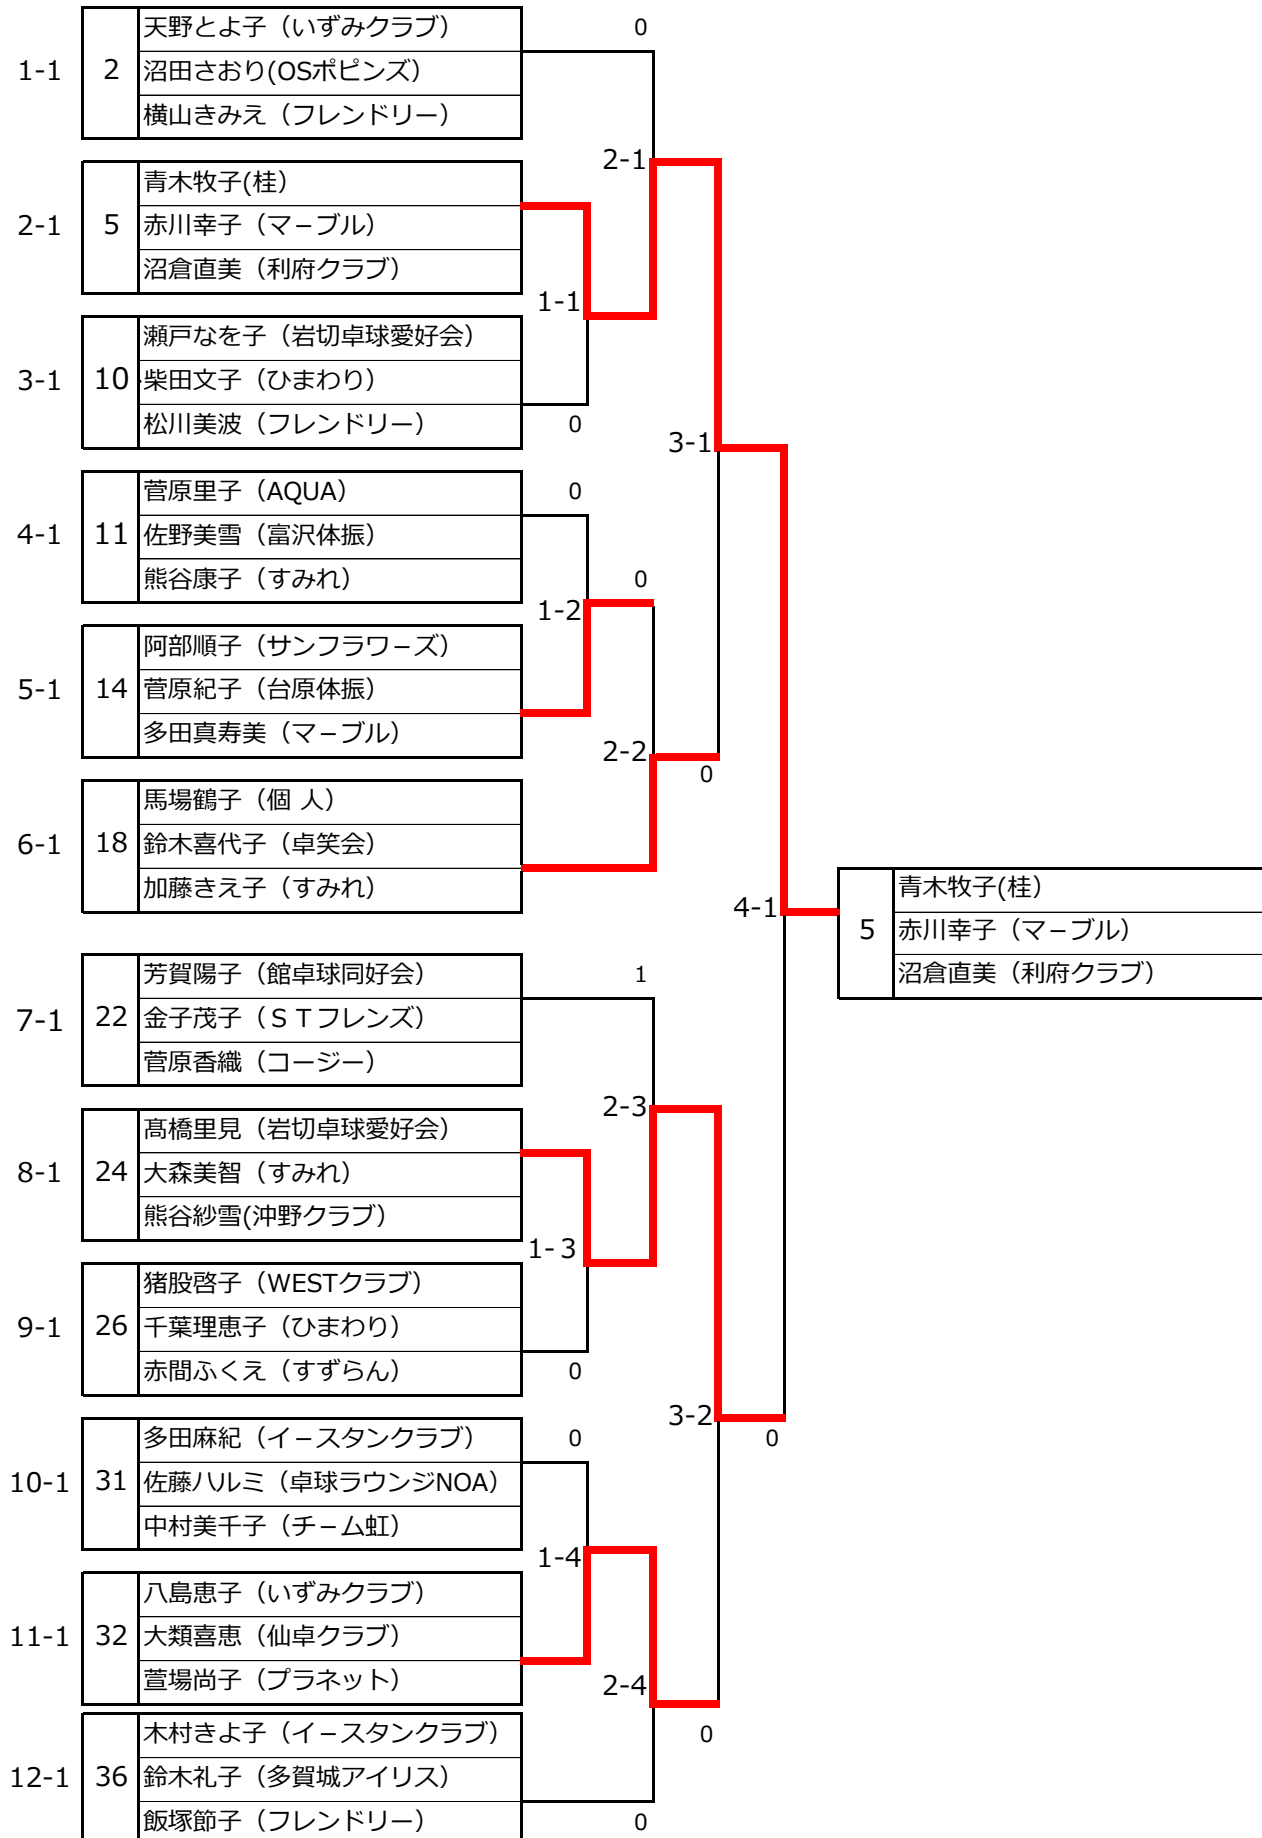 天野とよ子（いずみクラブ）
1-1 2 沼田さおり(OSポピンズ）
横山きみえ（フレンドリー）
0
青木牧子(桂）
2-1 5 赤川幸子（マーブル）
沼倉直美（利府クラブ）
2-1
1-1
瀬戸なを子（岩切卓球愛好会）
3-1 10 柴田文子（ひまわり）
松川美波（フレンドリー）
0
3-1
菅原里子（AQUA）
4-1 11 佐野美雪（富沢体振）
熊谷康子（すみれ）
0
0
1-2
阿部順子（サンフラワーズ）
5-1 14 菅原紀子（台原体振）
多田真寿美（マーブル）
2-2
0
馬場鶴子（個 人）
6-1 18 鈴木喜代子（卓笑会）
加藤きえ子（すみれ）
4-1
青木牧子(桂）
5 赤川幸子（マーブル）
沼倉直美（利府クラブ）
芳賀陽子（館卓球同好会）
7-1 22 金子茂子（ＳＴフレンズ）
菅原香織（コージー）
1
2-3
髙橋里見（岩切卓球愛好会）
8-1 24 大森美智（すみれ）
熊谷紗雪(沖野クラブ）
1-３
猪股啓子（WESTクラブ）
9-1 26 千葉理恵子（ひまわり）
赤間ふくえ（すずらん）
0
3-2
0
多田麻紀（イースタンクラブ）
10-1 31 佐藤ハルミ（卓球ラウンジNOA）
中村美千子（チーム虹）
0
1-4
八島恵子（いずみクラブ）
11-1 32 大類喜恵（仙卓クラブ）
萱場尚子（プラネット）
2-4
0
木村きよ子（イースタンクラブ）
12-1 36 鈴木礼子（多賀城アイリス）
飯塚節子（フレンドリー）
0